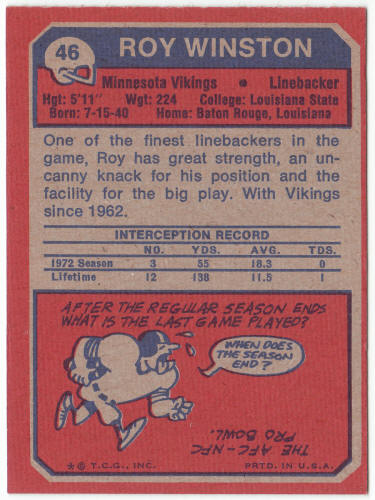 46
ROY WINSTON
Minnesota Vikings • Linebacker
Hgt: 5'11" Wgt: 224 College: Louisiana State
Born: 7-15-40 Home: Baton Rouge, Louisiana
One of the finest linebackers in the
game, Roy has great strength, an un-
canny knack for his position and the
facility for the big play. With Vikings
since 1962.
INTERCEPTION RECORD
NO. YDS. AVG. TDS.
1972 Season 3 55 18.3 0
Lifetime 12 138 11.5 1
AFTER THE REGULAR SEASON ENDS
WHAT IS THE LAST GAME PLAYED?
WHEN DOES
THE SEASON
END?
THE AFC-NFC
PRO BOWL.
* © T.C.G., INC. PRTD. IN U.S.A.